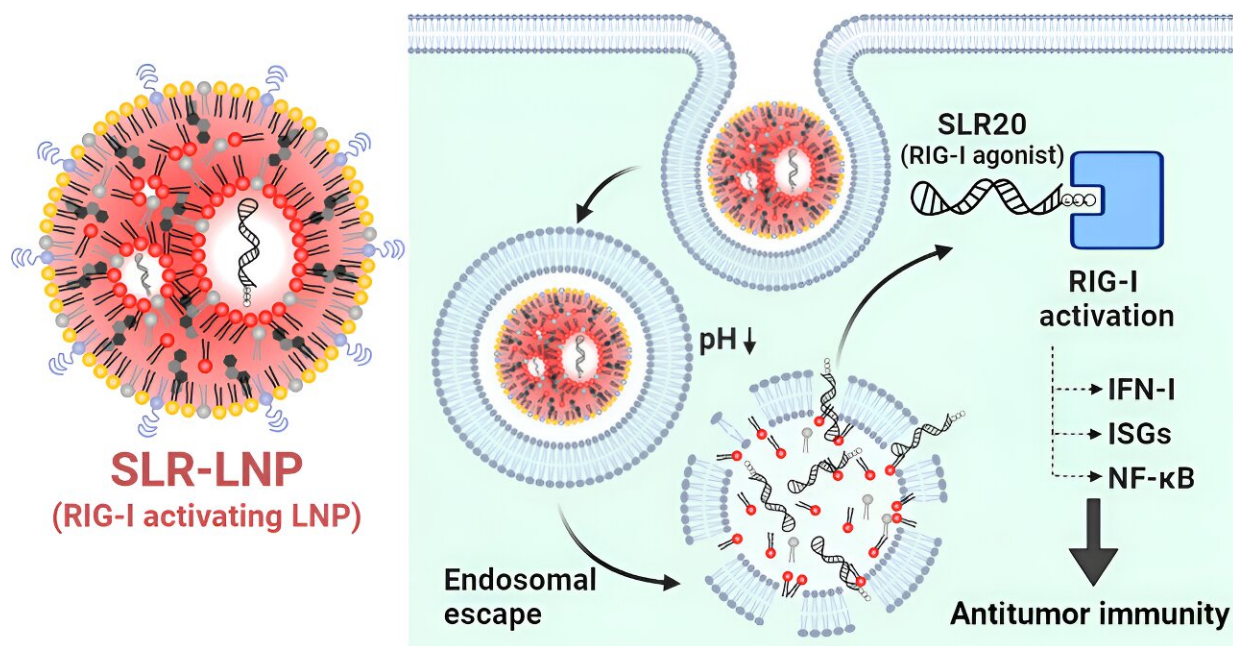 SLR-LNP
(RIG-I activating LNP)
SLR20
(RIG-I agonist)
RIG-I
activation
pH ↓
IFN-I
ISGs
NF-κB
Endosomal
escape
Antitumor immunity